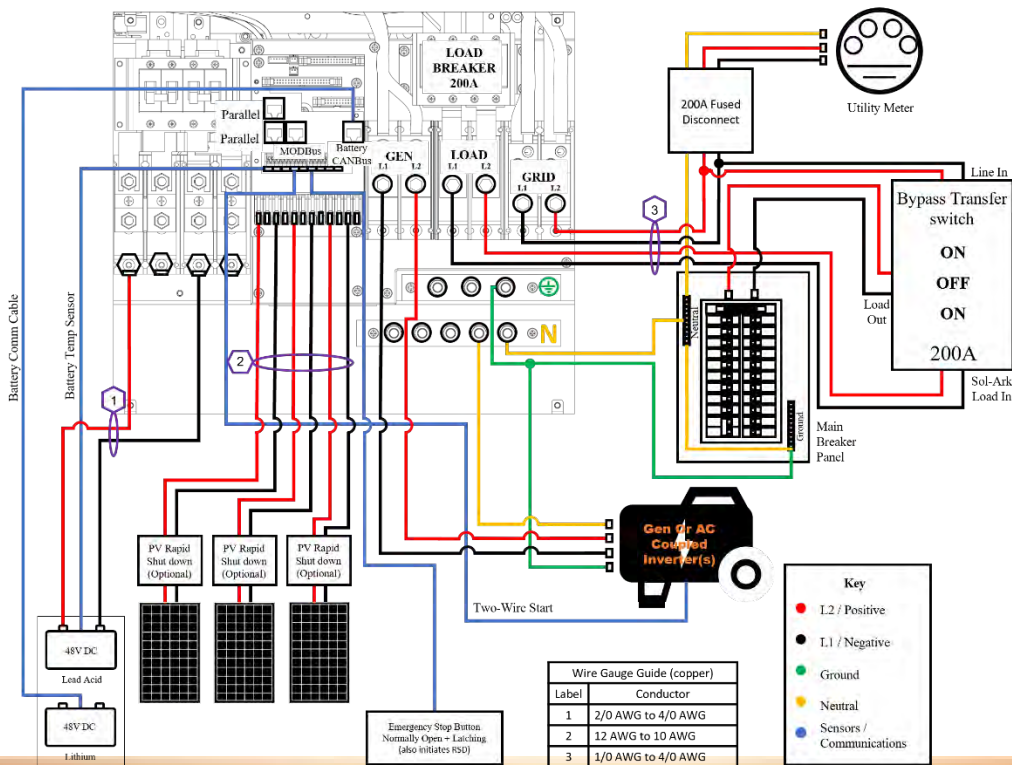 LOAD
BREAKER
200A
Parallel
Parallel
MODBus
Battery
CANBus
GEN
L1 L2
LOAD
L1 L2
GRID
L1 L2
N
200A Fused
Disconnect
Utility Meter
Line In
Bypass Transfer
switch
ON
OFF
ON
200A
Load
Out
Sol-Ark
Load In
3
Neutral
Ground
Main
Breaker
Panel
Battery Comm Cable
Battery Temp Sensor
1
2
PV Rapid
Shut down
(Optional)
PV Rapid
Shut down
(Optional)
PV Rapid
Shut down
(Optional)
Gen Or AC
Coupled
Inverter(s)
Two-Wire Start
48V DC
Lead Acid
48V DC
Lithium
Emergency Stop Button
Normally Open + Latching
(also initiates RSD)
Wire Gauge Guide (copper)
Label Conductor
1 2/0 AWG to 4/0 AWG
2 12 AWG to 10 AWG
3 1/0 AWG to 4/0 AWG
Key
L2 / Positive
L1 / Negative
Ground
Neutral
Sensors /
Communications